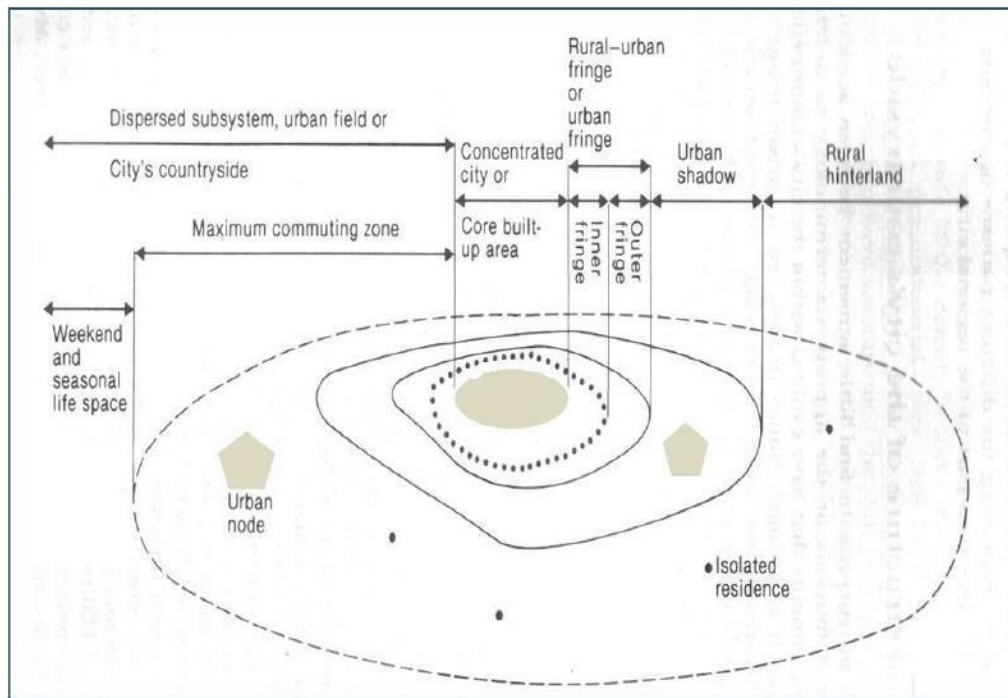 Rural–urban
fringe
or
urban
fringe
Dispersed subsystem, urban field or
City's countryside
Concentrated
city or
Core built-
up area
Urban
shadow
Rural
hinterland
Maximum commuting zone
Inner
fringe
Outer
fringe
Weekend
and
seasonal
life space
Urban
node
Isolated
residence